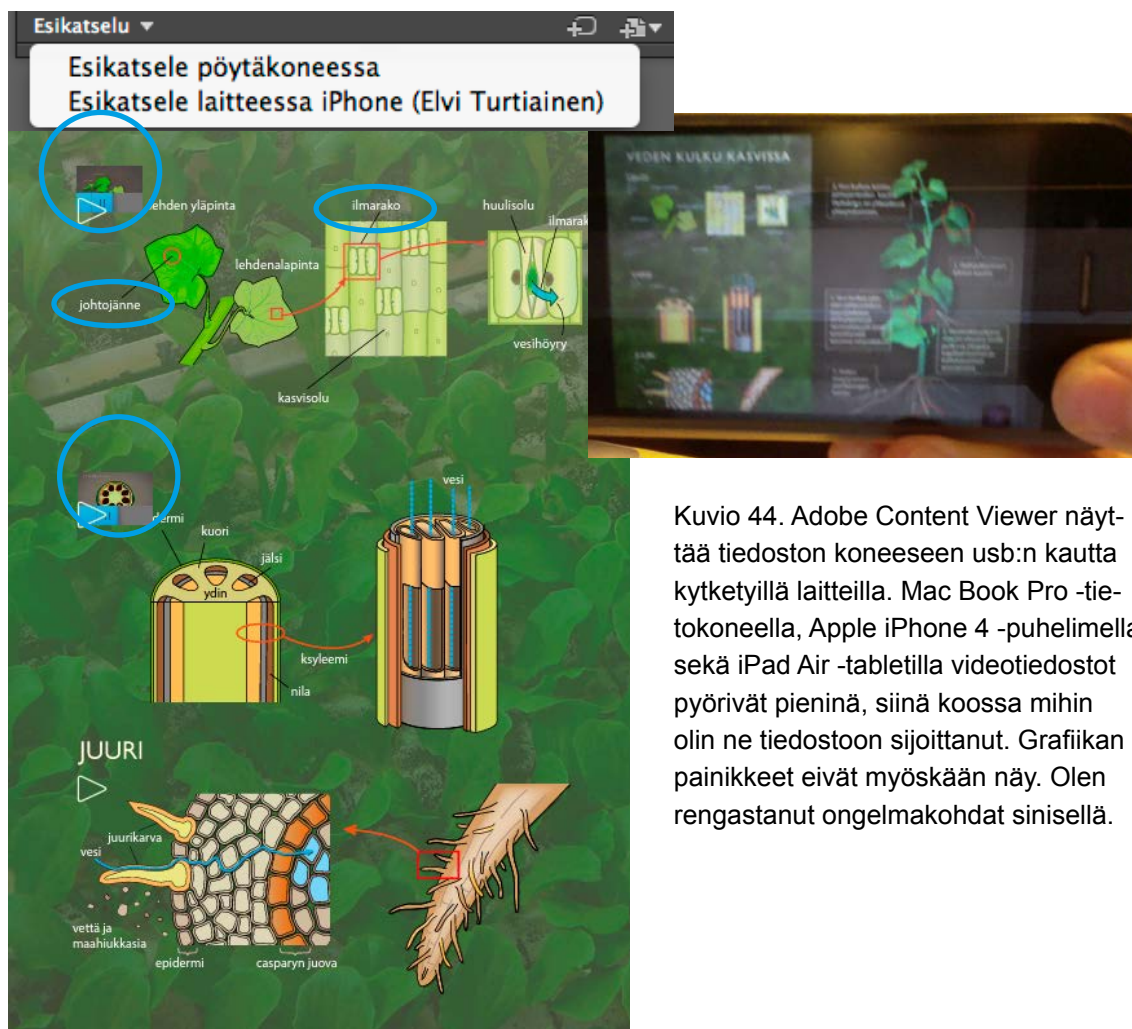 Esikatselu
Esikatsele pöytäkoneessa
Esikatsele laitteessa iPhone (Elvi Turtiainen)
lehden yläpinta
ilmarako
huulisolu
lehdenalapinta
johtojänne
vesihöyry
kasvisolu
VEDEN KULKU KASVISSA
vesi
kuori
jälsi
ydin
ksyleemi
nila
JUURI
juurikarva
vesi
vettä ja
maahiukkasia
epidermi
casparyn juova
Kuvio 44. Adobe Content Viewer näyt-
tää tiedoston koneeseen usb:n kautta
kytketyillä laitteilla. Mac Book Pro -tie-
tokoneella, Apple iPhone 4 -puhelimella
sekä iPad Air -tabletilla videotiedostot
pyörivät pieninä, siinä koossa mihin
olin ne tiedostoon sijoittanut. Grafiikan
painikkeet eivät myöskään näy. Olen
rengastanut ongelmakohdat sinisellä.